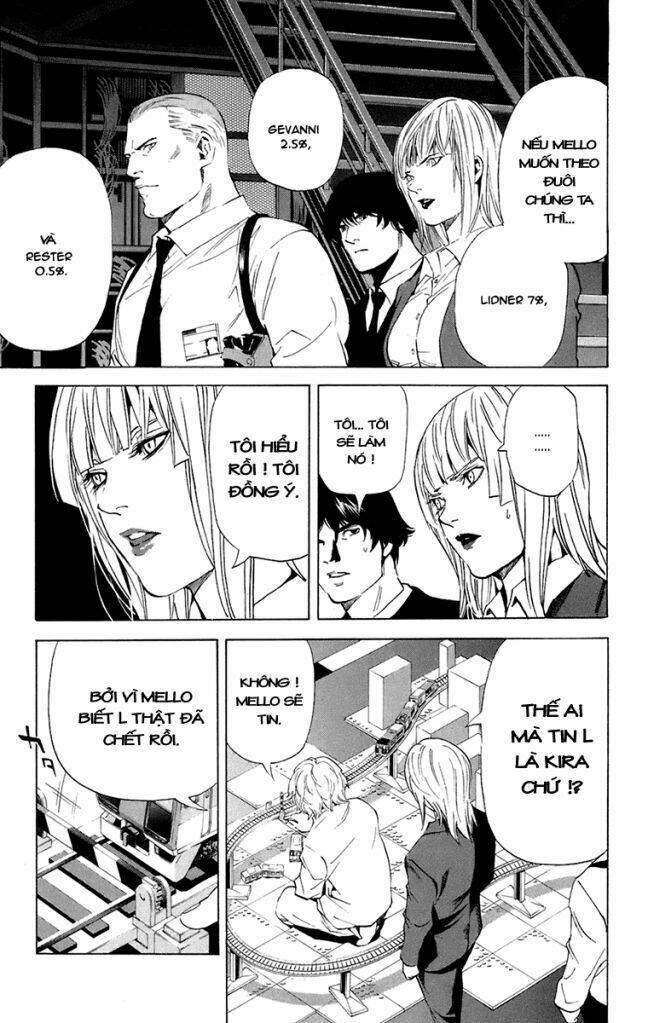 NẾU MELLO
MUỐN THEO
ĐUÔI
CHÚNG TA
THÌ...
LIDNER 7%,
GEVANNI
2.5%,
VÀ
RESTER
0.5%.
......
TÔI... TÔI
SẼ LÀM
NÓ !
TÔI HIỂU
RỒI ! TÔI
ĐỒNG Ý.
THẾ AI
MÀ TIN L
LÀ KIRA
CHỨ !?
KHÔNG !
MELLO SẼ
TIN.
BỞI VÌ MELLO
BIẾT L THẬT ĐÃ
CHẾT RỒI.